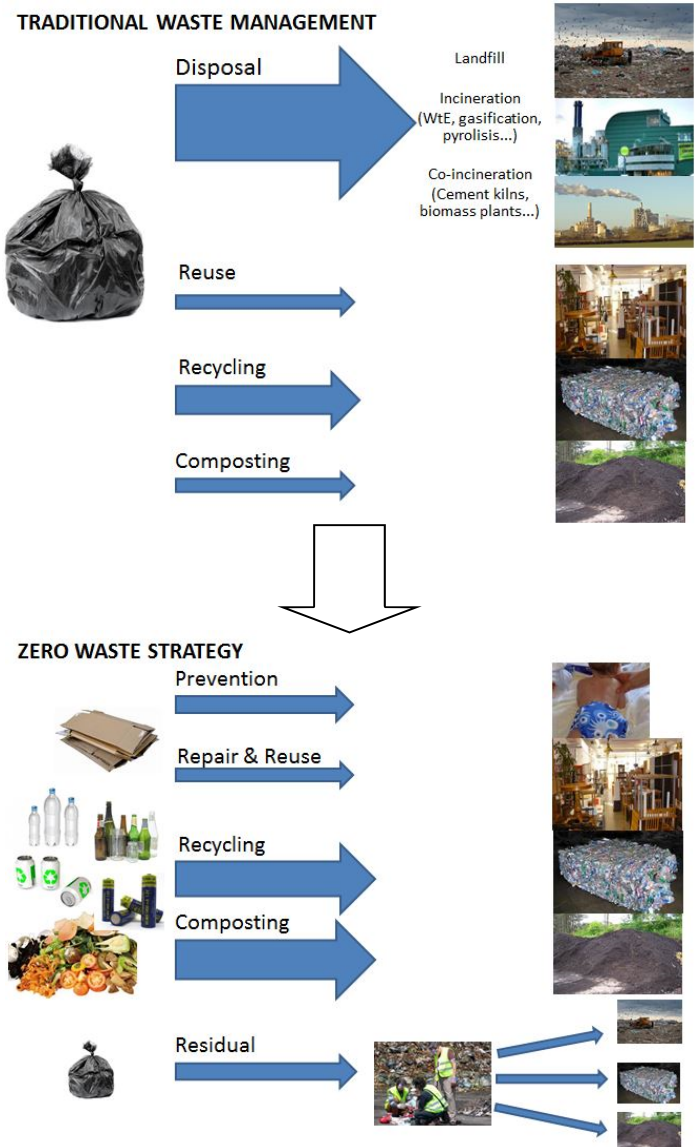 TRADITIONAL WASTE MANAGEMENT
Disposal
Landfill
Incineration
(WtE, gasification,
pyrolisis...)
Co-incineration
(Cement kilns,
biomass plants...)
Reuse
Recycling
Composting
ZERO WASTE STRATEGY
Prevention
Repair & Reuse
Recycling
Composting
Residual